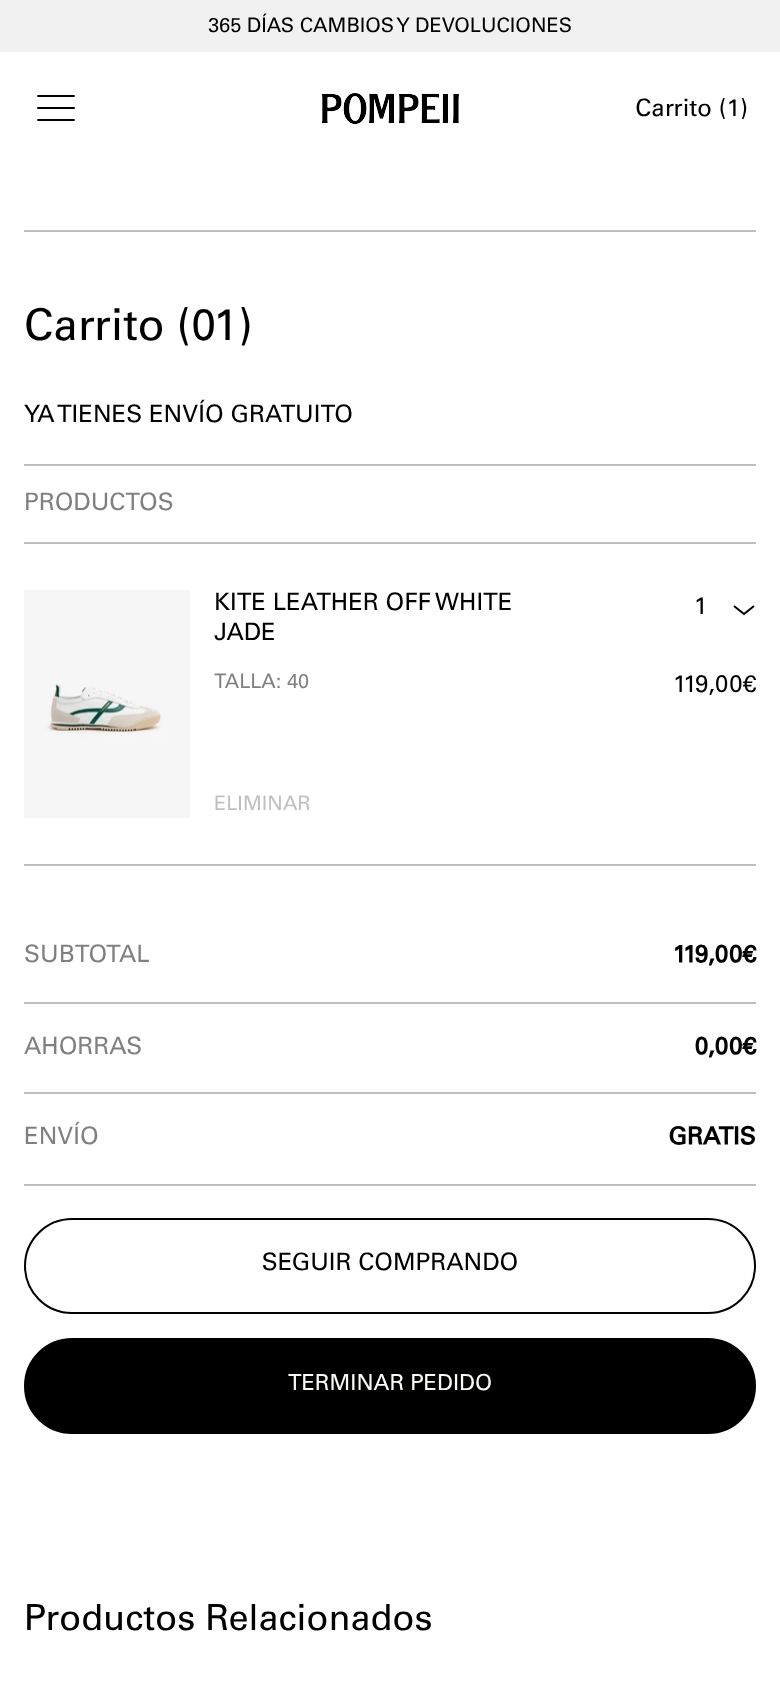 365 DÍAS CAMBIOS Y DEVOLUCIONES
POMPEII
Carrito (1)
Carrito (01)
YA TIENES ENVÍO GRATUITO
PRODUCTOS
KITE LEATHER OFF WHITE
JADE
1
TALLA: 40
119,00€
ELIMINAR
SUBTOTAL
119,00€
AHORRAS
0,00€
ENVÍO
GRATIS
SEGUIR COMPRANDO
TERMINAR PEDIDO
Productos Relacionados